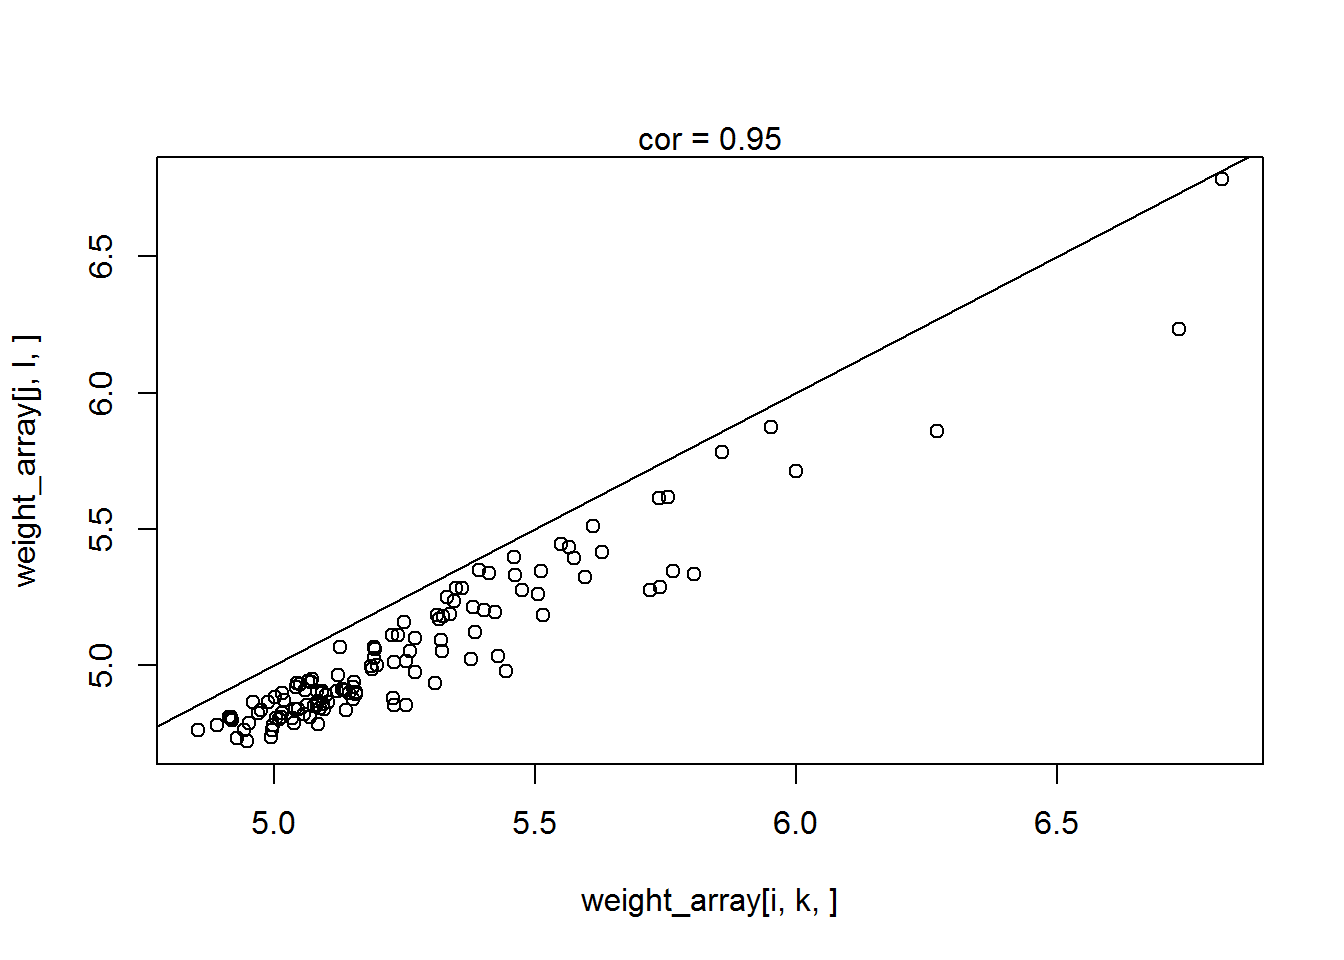 cor = 0.95
weight_array[j, l, ]
6.5
6.0
5.5
5.0
5.0 5.5 6.0 6.5
weight_array[i, k, ]